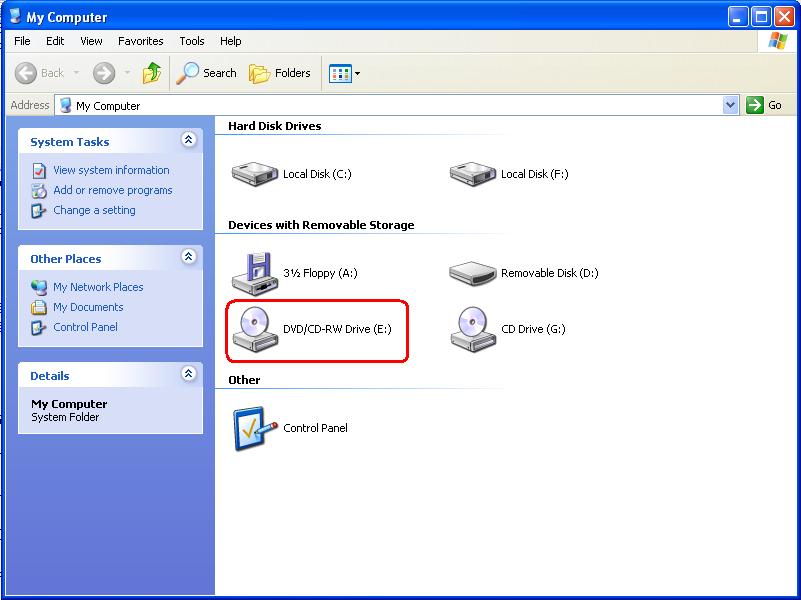 My Computer
File Edit View Favorites Tools Help
Back Search Folders
Address My Computer Go
System Tasks
View system information
Add or remove programs
Change a setting
Other Places
My Network Places
My Documents
Control Panel
Details
My Computer
System Folder
Hard Disk Drives
Local Disk (C:) Local Disk (F:)
Devices with Removable Storage
3½ Floppy (A:) Removable Disk (D:)
DVD/CD-RW Drive (E:) CD Drive (G:)
Other
Control Panel